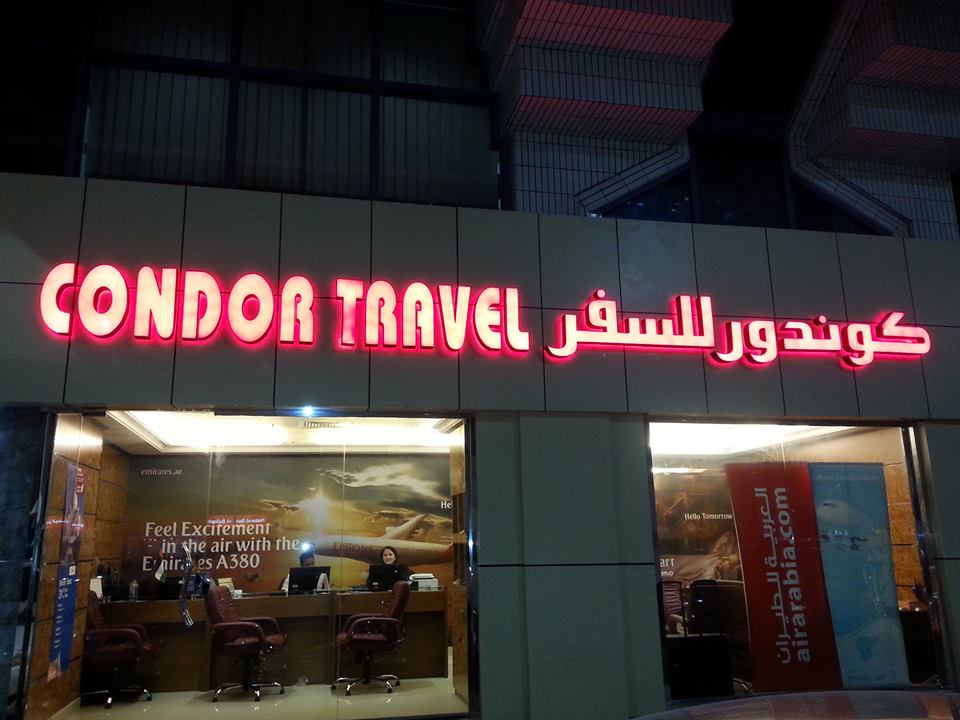 CONDOR TRAVEL
كوندور للسفر
emirates.ae
Feel Excitement
in the air with the
Emirates A380
Emirates
Hello Tomorrow
العربية للطيران
airarabia.com